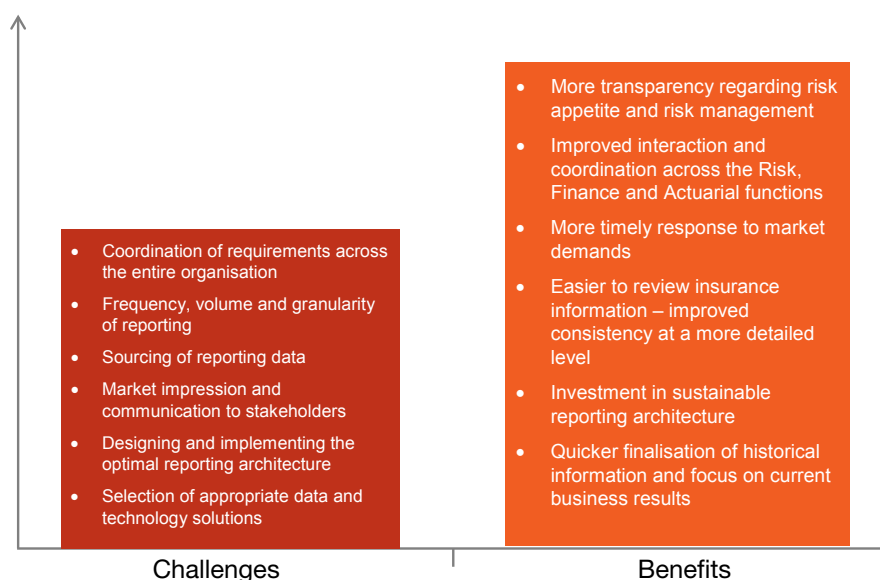 • Coordination of requirements across
the entire organisation
• Frequency, volume and granularity
of reporting
• Sourcing of reporting data
• Market impression and
communication to stakeholders
• Designing and implementing the
optimal reporting architecture
• Selection of appropriate data and
technology solutions
Challenges
• More transparency regarding risk
appetite and risk management
• Improved interaction and
coordination across the Risk,
Finance and Actuarial functions
• More timely response to market
demands
• Easier to review insurance
information – improved
consistency at a more detailed
level
• Investment in sustainable
reporting architecture
• Quicker finalisation of historical
information and focus on current
business results
Benefits